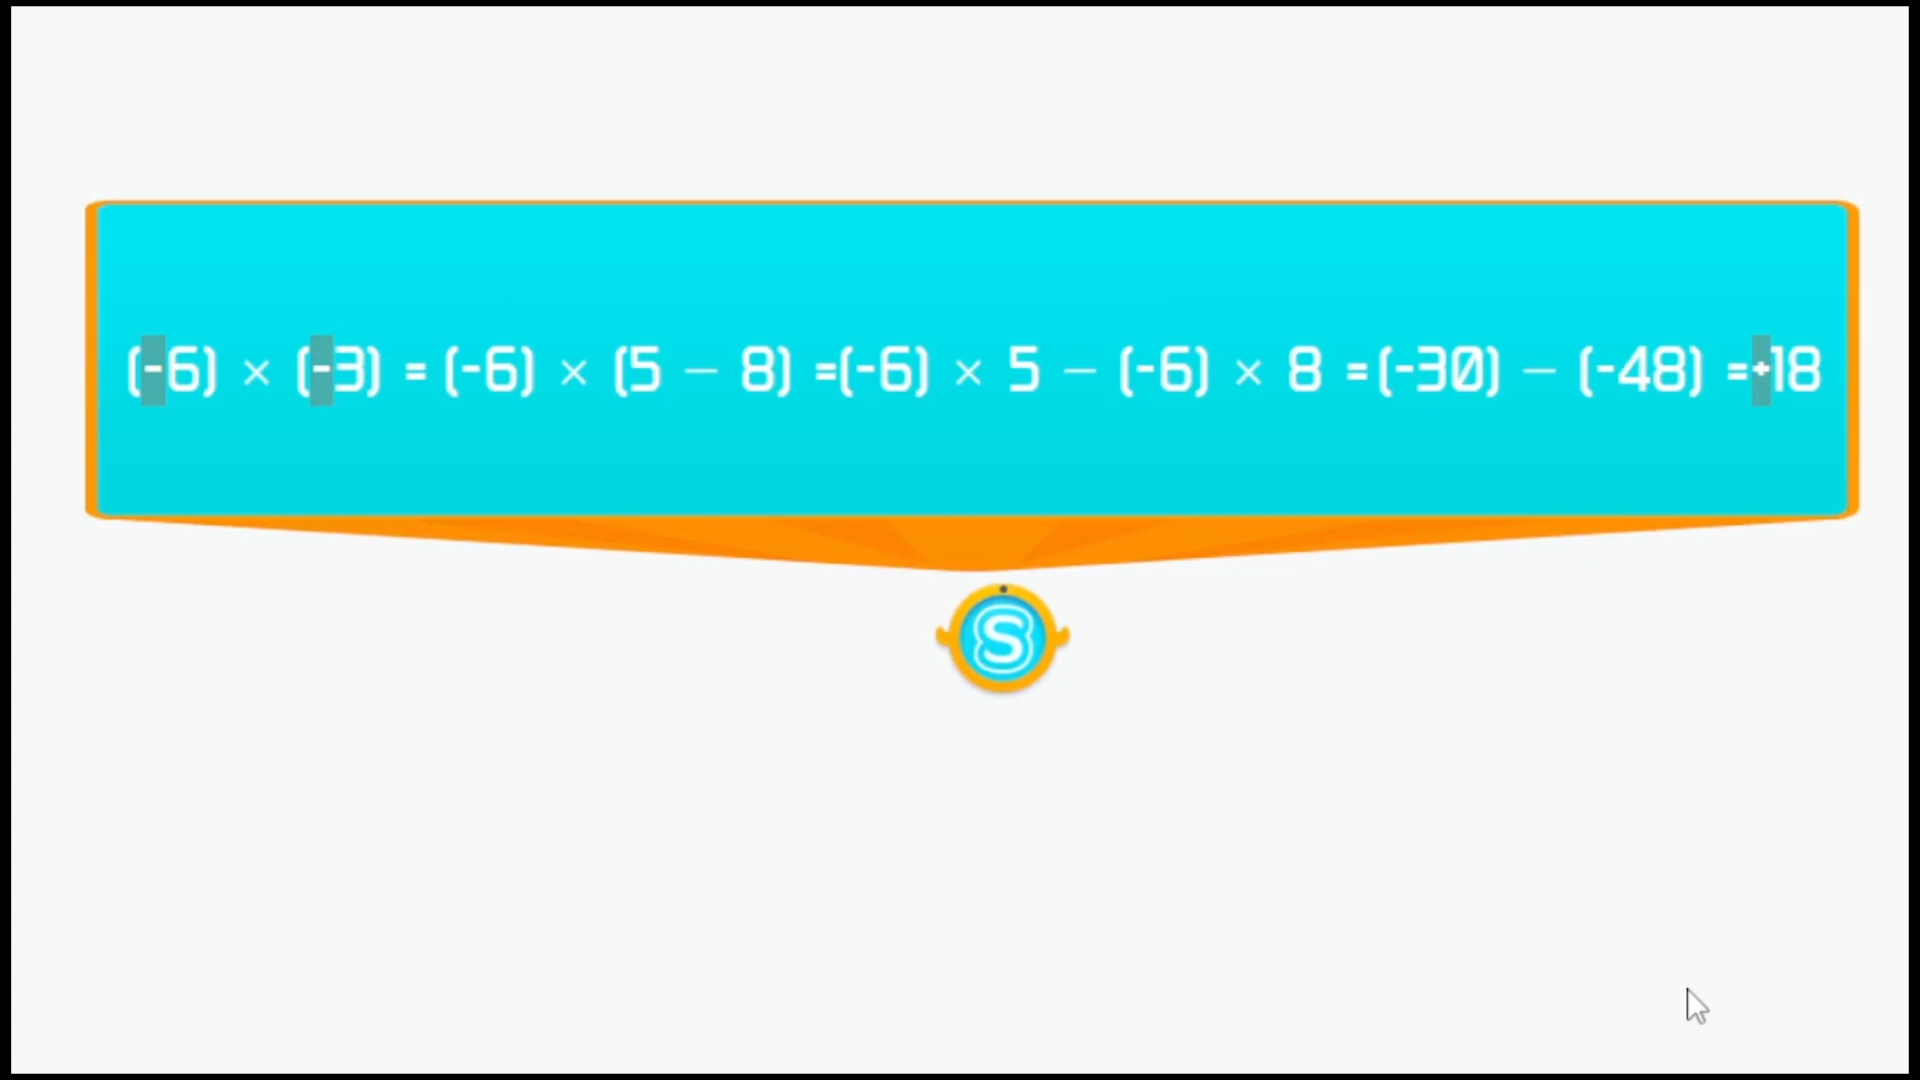 (-6) × (-3) = (-6) × (5 − 8) =(-6) × 5 − (-6) × 8 =(-30) − (-48) =+18
S